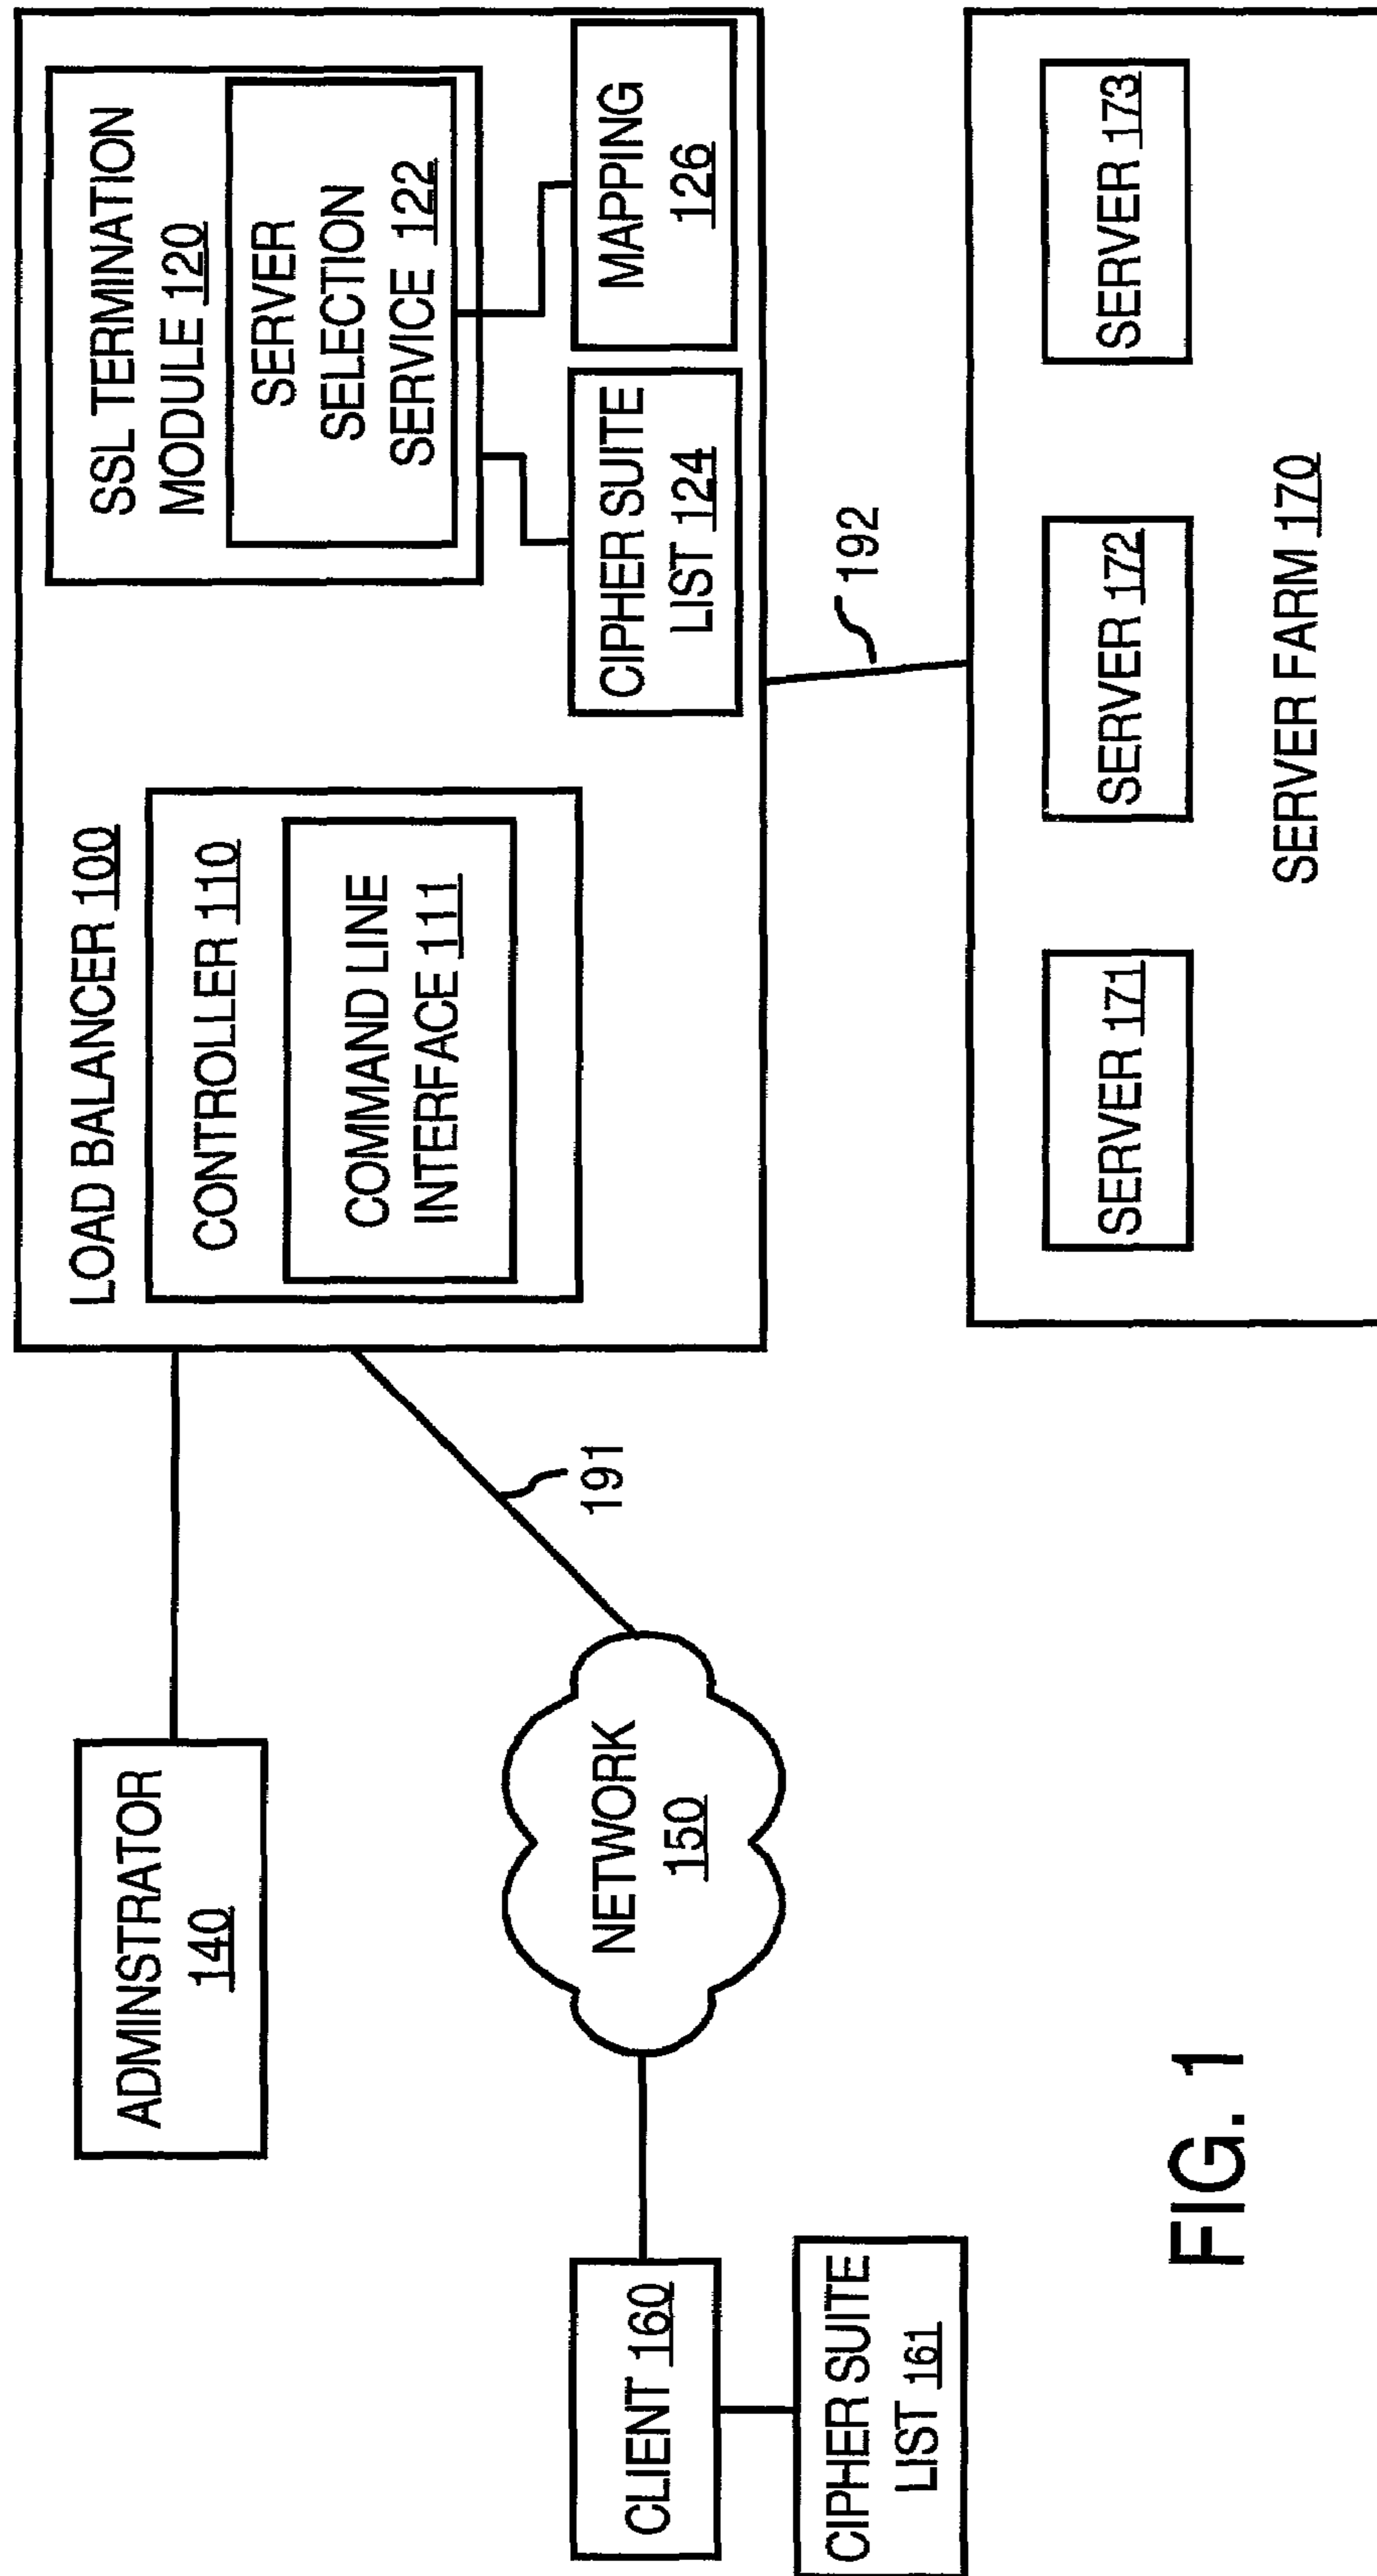 LOAD BALANCER 100
CONTROLLER 110
COMMAND LINE
INTERFACE 111
SSL TERMINATION
MODULE 120
SERVER
SELECTION
SERVICE 122
CIPHER SUITE
LIST 124
MAPPING
126
ADMINSTRATOR
140
191
192
NETWORK
150
CLIENT 160
CIPHER SUITE
LIST 161
SERVER 171
SERVER 172
SERVER 173
SERVER FARM 170
FIG. 1